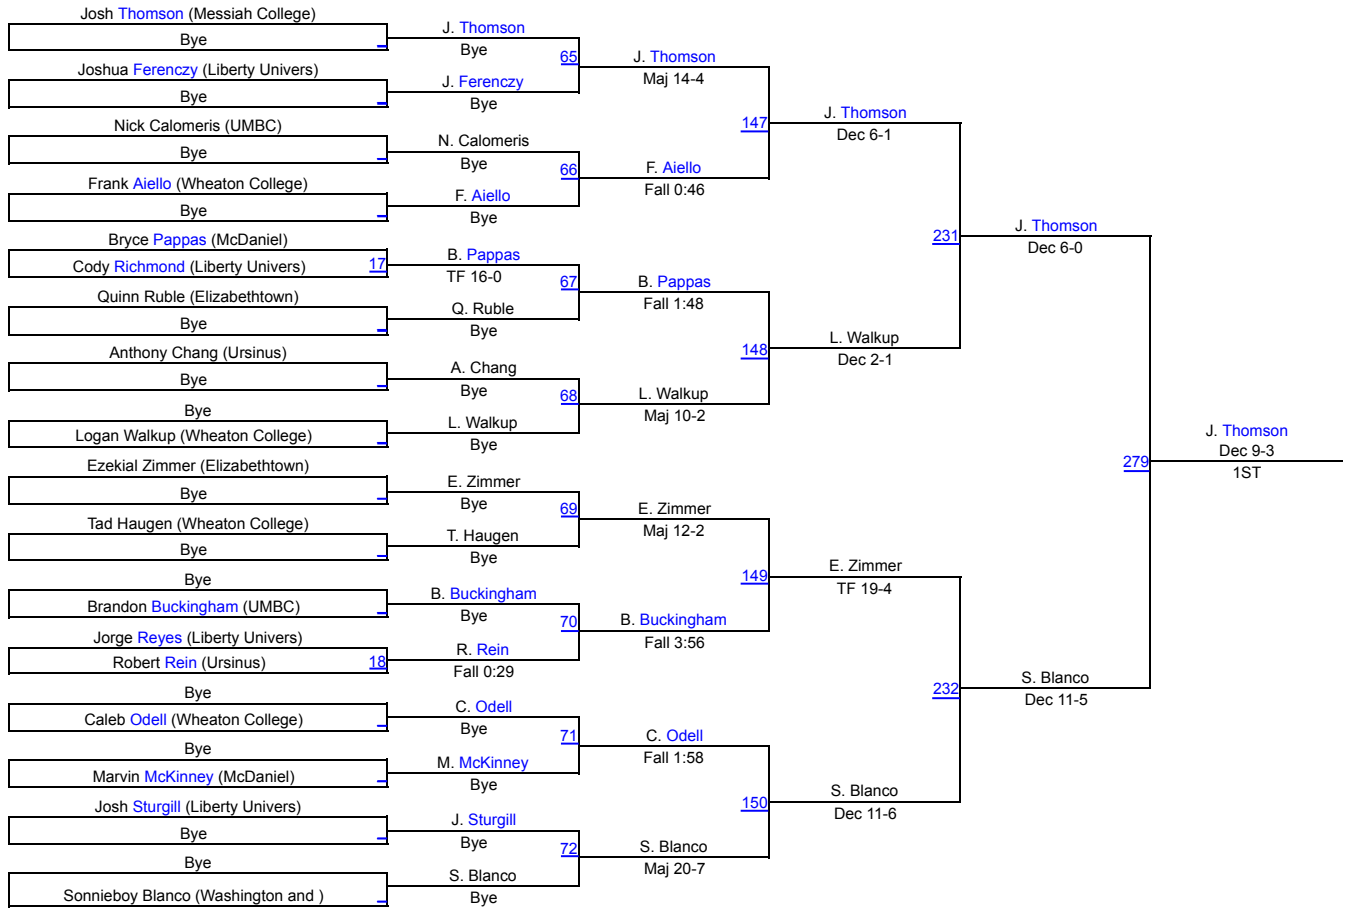 Josh Thomson (Messiah College)
Bye
Joshua Ferenczy (Liberty Univers)
Bye
Nick Calomeris (UMBC)
Bye
Frank Aiello (Wheaton College)
Bye
Bryce Pappas (McDaniel)
Cody Richmond (Liberty Univers)
17
Quinn Ruble (Elizabethtown)
Bye
Anthony Chang (Ursinus)
Bye
Bye
Logan Walkup (Wheaton College)
Ezekial Zimmer (Elizabethtown)
Bye
Tad Haugen (Wheaton College)
Bye
Bye
Brandon Buckingham (UMBC)
Jorge Reyes (Liberty Univers)
Robert Rein (Ursinus)
18
Bye
Caleb Odell (Wheaton College)
Bye
Marvin McKinney (McDaniel)
Josh Sturgill (Liberty Univers)
Bye
Bye
Sonnieboy Blanco (Washington and )
J. Thomson
Bye
65
J. Ferenczy
Bye
N. Calomeris
Bye
66
F. Aiello
Bye
B. Pappas
TF 16-0
67
Q. Ruble
Bye
A. Chang
Bye
68
L. Walkup
Bye
E. Zimmer
Bye
69
T. Haugen
Bye
B. Buckingham
Bye
70
R. Rein
Fall 0:29
C. Odell
Bye
71
M. McKinney
Bye
J. Sturgill
Bye
72
S. Blanco
Bye
J. Thomson
Maj 14-4
147
F. Aiello
Fall 0:46
B. Pappas
Fall 1:48
148
L. Walkup
Maj 10-2
E. Zimmer
Maj 12-2
149
B. Buckingham
Fall 3:56
C. Odell
Fall 1:58
150
S. Blanco
Maj 20-7
J. Thomson
Dec 6-1
231
L. Walkup
Dec 2-1
E. Zimmer
TF 19-4
232
S. Blanco
Dec 11-6
J. Thomson
Dec 6-0
279
S. Blanco
Dec 11-5
J. Thomson
Dec 9-3
1ST